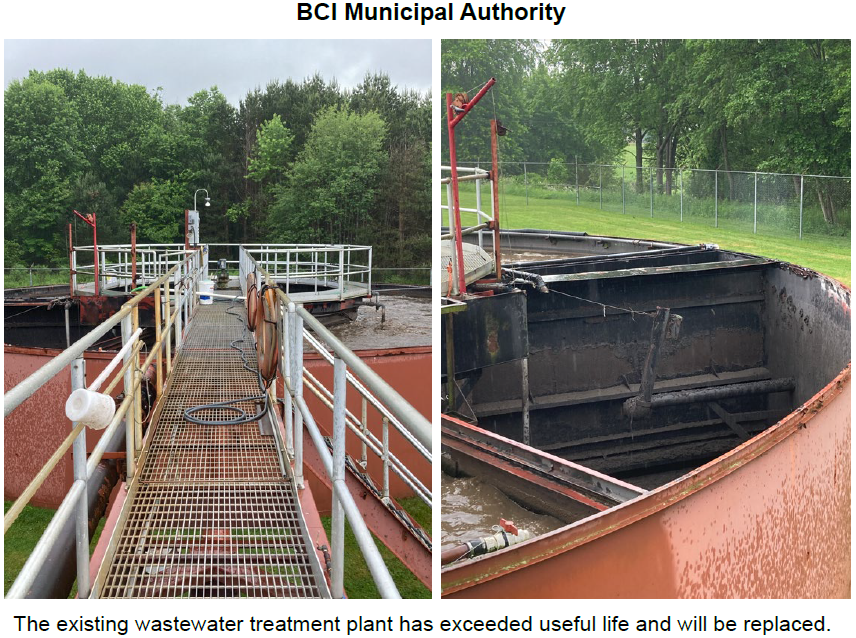 BCI Municipal Authority
The existing wastewater treatment plant has exceeded useful life and will be replaced.